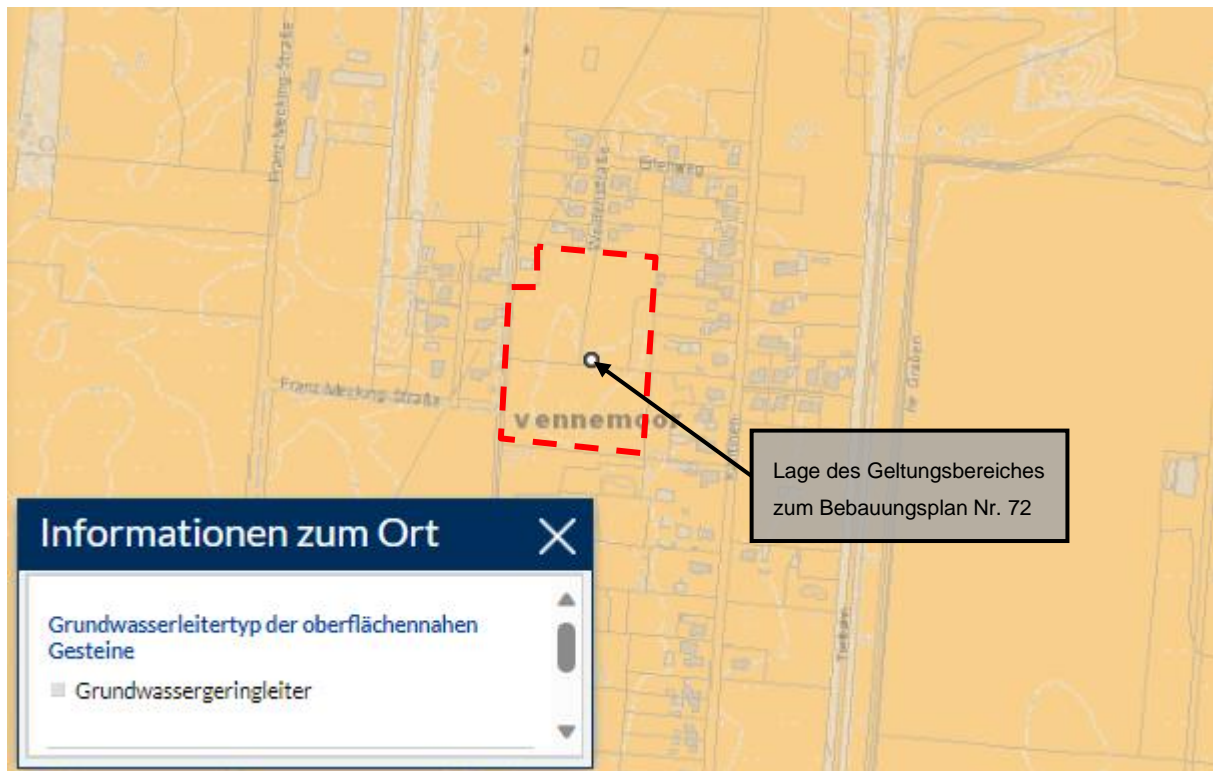 Franz-Mecking-Straße
Weidenstraße
Erlenweg
Franz-Mecking-Straße
vennemoor
Lage des Geltungsbereiches
zum Bebauungsplan Nr. 72
Informationen zum Ort
Grundwasserleitertyp der oberflächennahen
Gesteine
Grundwassergeringleiter